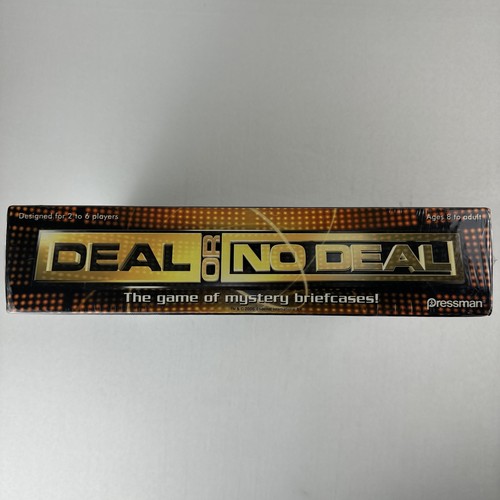 Designed for 2 to 6 players
Ages 8 to adult
DEAL OR NO DEAL
The game of mystery briefcases!
Pressman